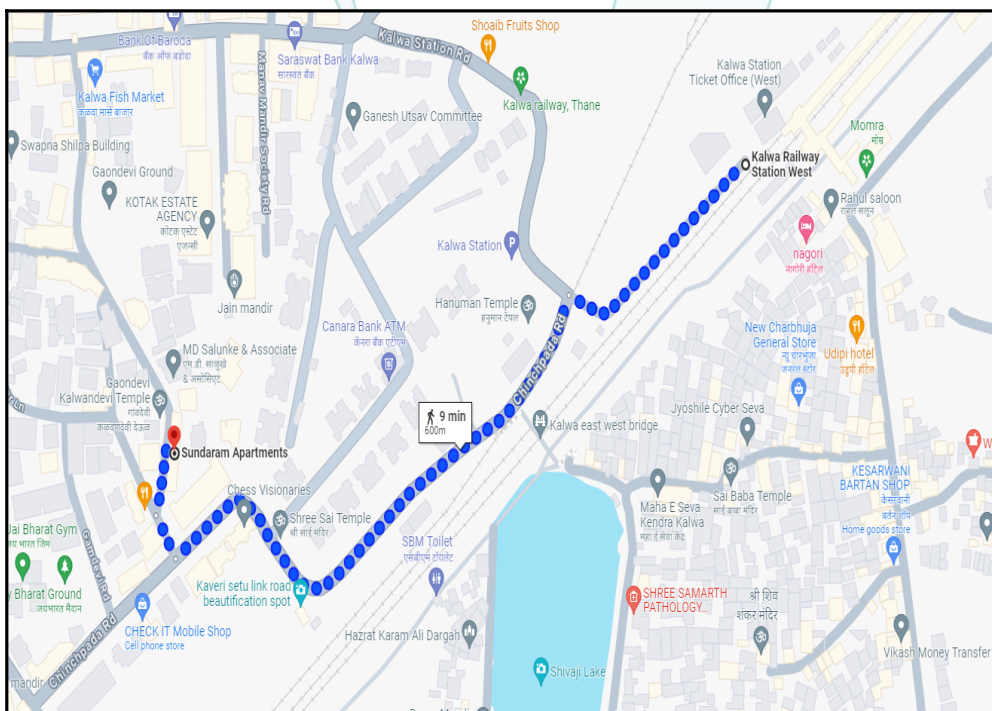 Shoaib Fruits Shop
Bank Of Baroda
बैंक ऑफ बड़ोदा
Saraswat Bank Kalwa
सारस्वत बँक
Kalwa Station Rd
Kalwa Station
Ticket Office (West)
Kalwa Fish Market
कळवा मासे बाजार
Kalwa railway, Thane
Manav Mandir Society Rd
Ganesh Utsav Committee
Momra
मोम्र
Swapna Shilpa Building
Kalwa Railway
Station West
Gaondevi Ground
KOTAK ESTATE
AGENCY
कोटक एस्टेट
एजन्सी
Rahul saloon
राहुल सलून
Kalwa Station
nagori
नागोरी हॉटेल
Jain mandir
Hanuman Temple
हनुमान टेंपल
Canara Bank ATM
कॅनरा बँक एटीएम
Chinchpada Rd
New Charbhuja
General Store
न्यू चारभुजा
जनरल स्टोर
Udipi hotel
उडुपी हॉटेल
MD Salunke & Associate
एम.डी. साळुंखे
& असोसिएट
Gaondevi
Kalwandevi Temple
गांवदेवी
कळवणदेवी देऊळ
9 min
600m
Kalwa east west bridge
Jyoshile Cyber Seva
Sundaram Apartments
Chess Visionaries
Maha E Seva
Kendra Kalwa
महा ई सेवा केंद्र
Sai Baba Temple
साई बाबा मंदिर
KESARWANI
BARTAN SHOP
केसरवानी
बर्तन शॉप
Home goods store
Shree Sai Temple
श्री साई मंदिर
Jai Bharat Gym
जय भारत जिम
Gamdevi Rd
SBM Toilet
एसबीएम टॉयलेट
Bharat Ground
जयभारत मैदान
Kaveri setu link road
beautification spot
SHREE SAMARTH
PATHOLOGY...
श्री शिव
शंकर मंदिर
CHECK IT Mobile Shop
Cell phone store
Chinchpada Rd
Hazrat Karam Ali Dargah
Vikash Money Transfer
Shivaji Lake
mandir